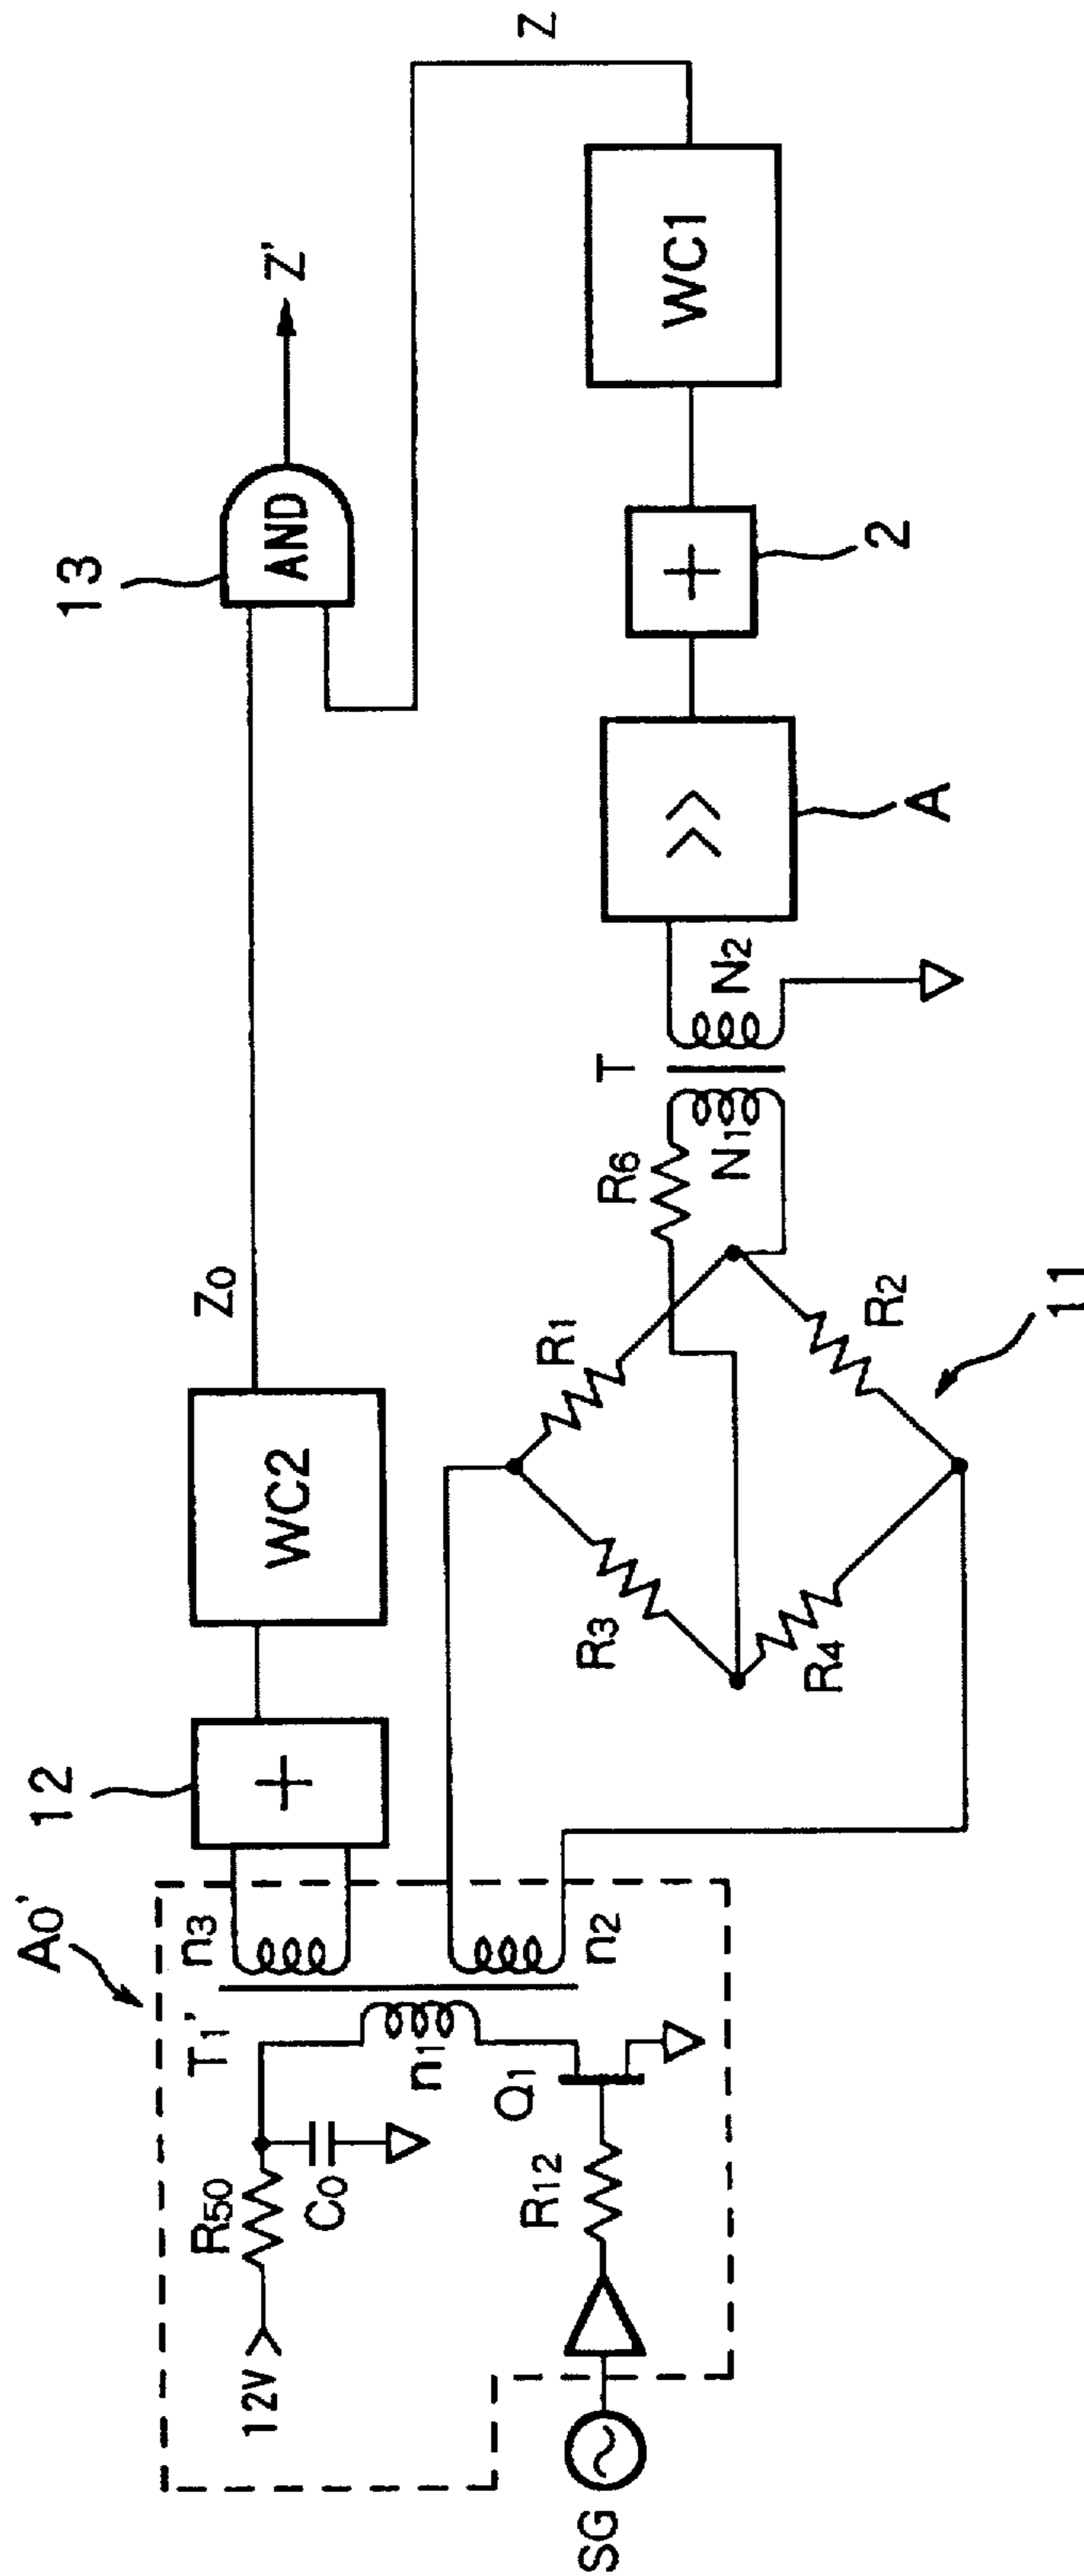 A0'
T1'
n3
n1
n2
12V
R50
C0
Q1
R12
SG
12
+
WC2
Z0
13
AND
Z'
Z
R1
R2
R3
R4
11
R6
T
N1
N2
A
>>
+
2
WC1